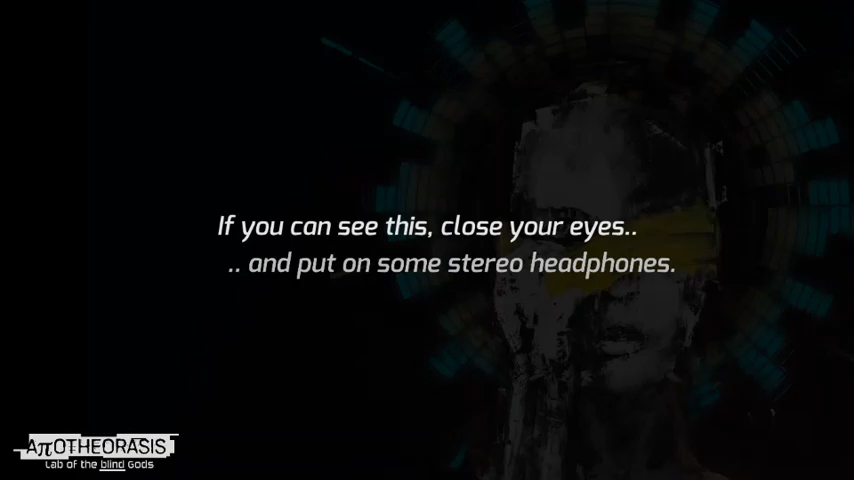 If you can see this, close your eyes..
.. and put on some stereo headphones.
AπOTHEORASIS
Lab of the blind Gods